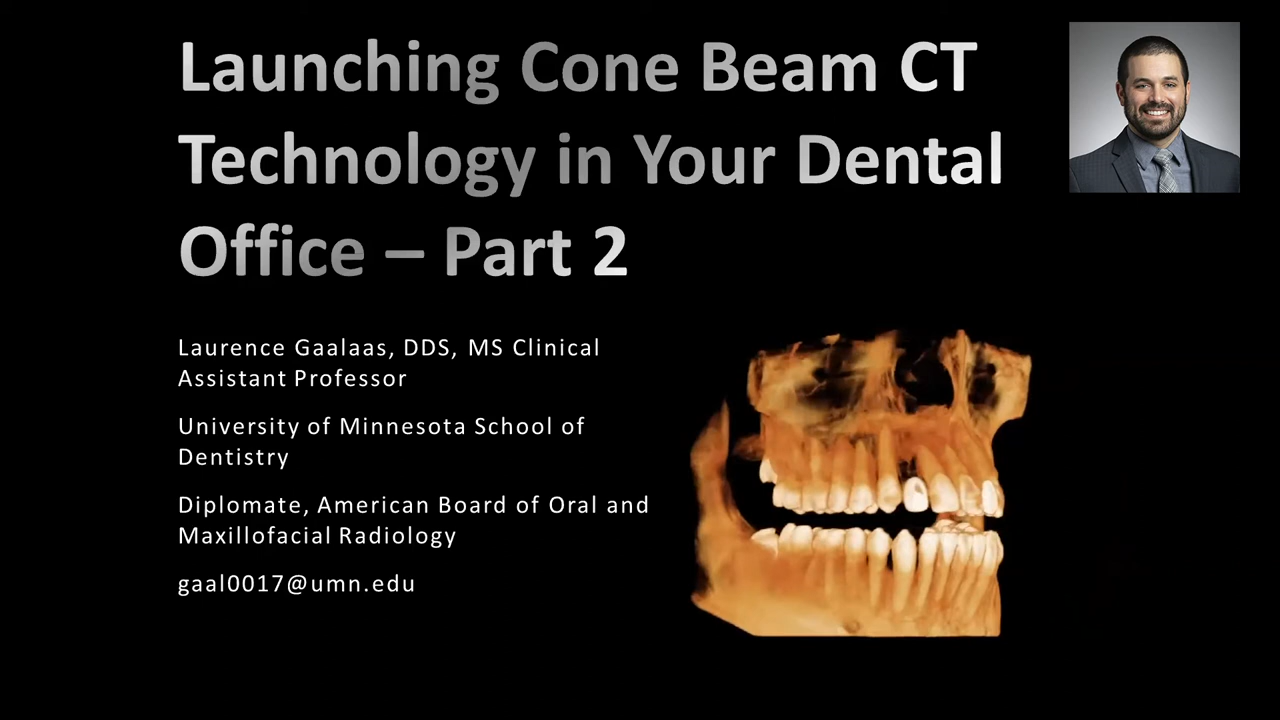 Launching Cone Beam CT
Technology in Your Dental
Office – Part 2
Laurence Gaalaas, DDS, MS Clinical
Assistant Professor
University of Minnesota School of
Dentistry
Diplomate, American Board of Oral and
Maxillofacial Radiology
gaal0017@umn.edu